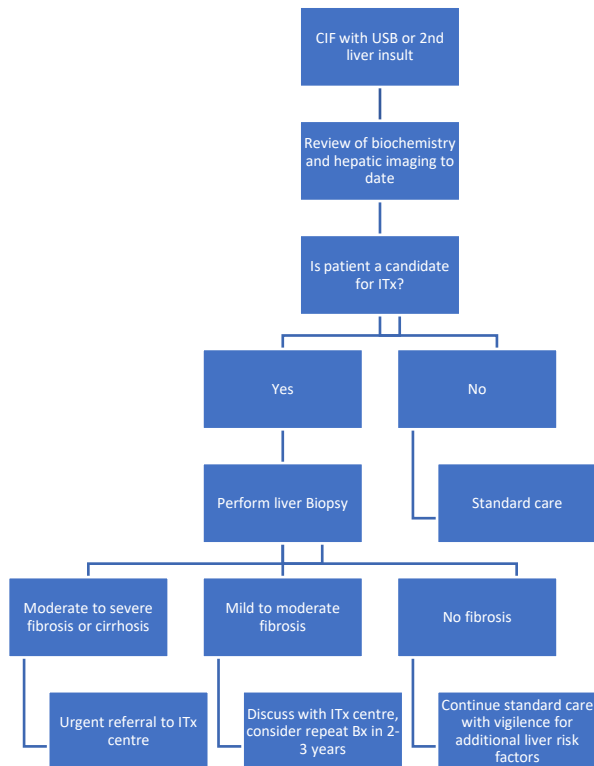 CIF with USB or 2nd
liver insult
Review of biochemistry
and hepatic imaging to
date
Is patient a candidate
for ITx?
Yes
No
Perform liver Biopsy
Standard care
Moderate to severe
fibrosis or cirrhosis
Mild to moderate
fibrosis
No fibrosis
Urgent referral to ITx
centre
Discuss with ITx centre,
consider repeat Bx in 2-
3 years
Continue standard care
with vigilence for
additional liver risk
factors